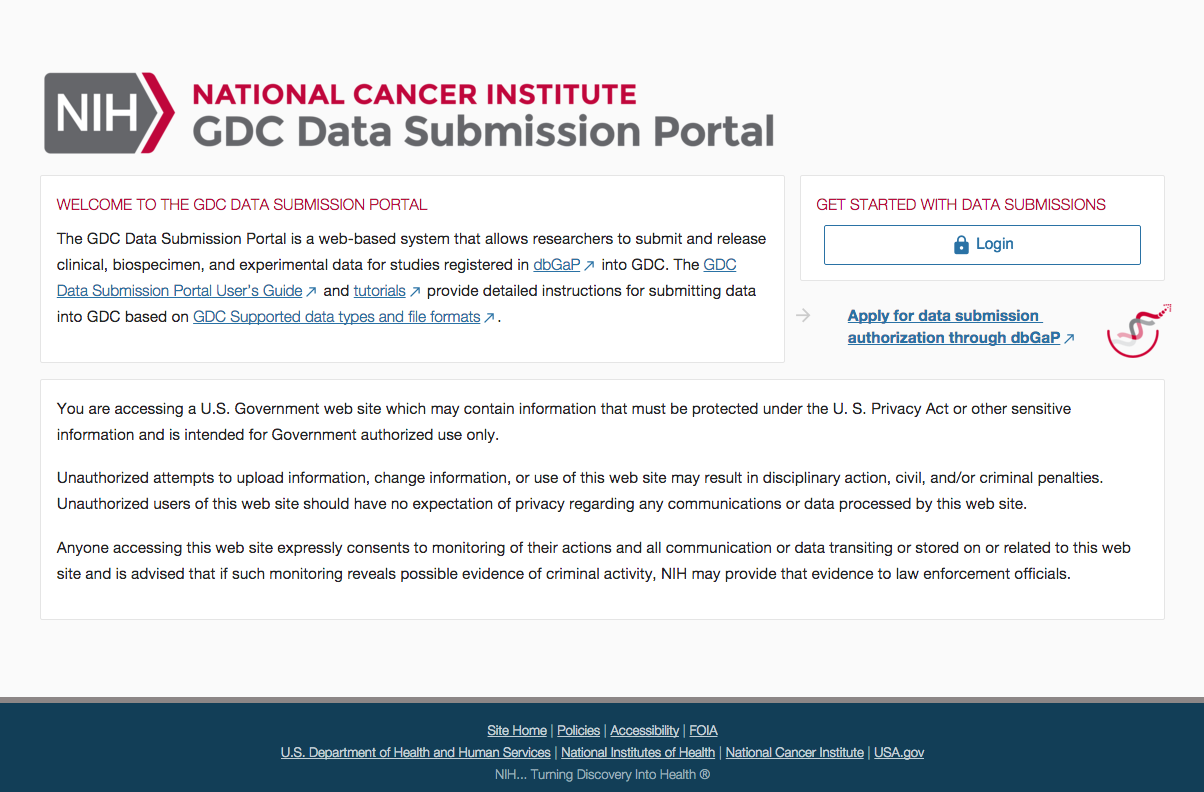 NIH
NATIONAL CANCER INSTITUTE
GDC Data Submission Portal
WELCOME TO THE GDC DATA SUBMISSION PORTAL
The GDC Data Submission Portal is a web-based system that allows researchers to submit and release
clinical, biospecimen, and experimental data for studies registered in dbGaP into GDC. The GDC
Data Submission Portal User's Guide and tutorials provide detailed instructions for submitting data
into GDC based on GDC Supported data types and file formats .
GET STARTED WITH DATA SUBMISSIONS
Login
Apply for data submission
authorization through dbGaP
You are accessing a U.S. Government web site which may contain information that must be protected under the U. S. Privacy Act or other sensitive
information and is intended for Government authorized use only.
Unauthorized attempts to upload information, change information, or use of this web site may result in disciplinary action, civil, and/or criminal penalties.
Unauthorized users of this web site should have no expectation of privacy regarding any communications or data processed by this web site.
Anyone accessing this web site expressly consents to monitoring of their actions and all communication or data transiting or stored on or related to this web
site and is advised that if such monitoring reveals possible evidence of criminal activity, NIH may provide that evidence to law enforcement officials.
Site Home | Policies | Accessibility | FOIA
U.S. Department of Health and Human Services | National Institutes of Health | National Cancer Institute | USA.gov
NIH... Turning Discovery Into Health ®